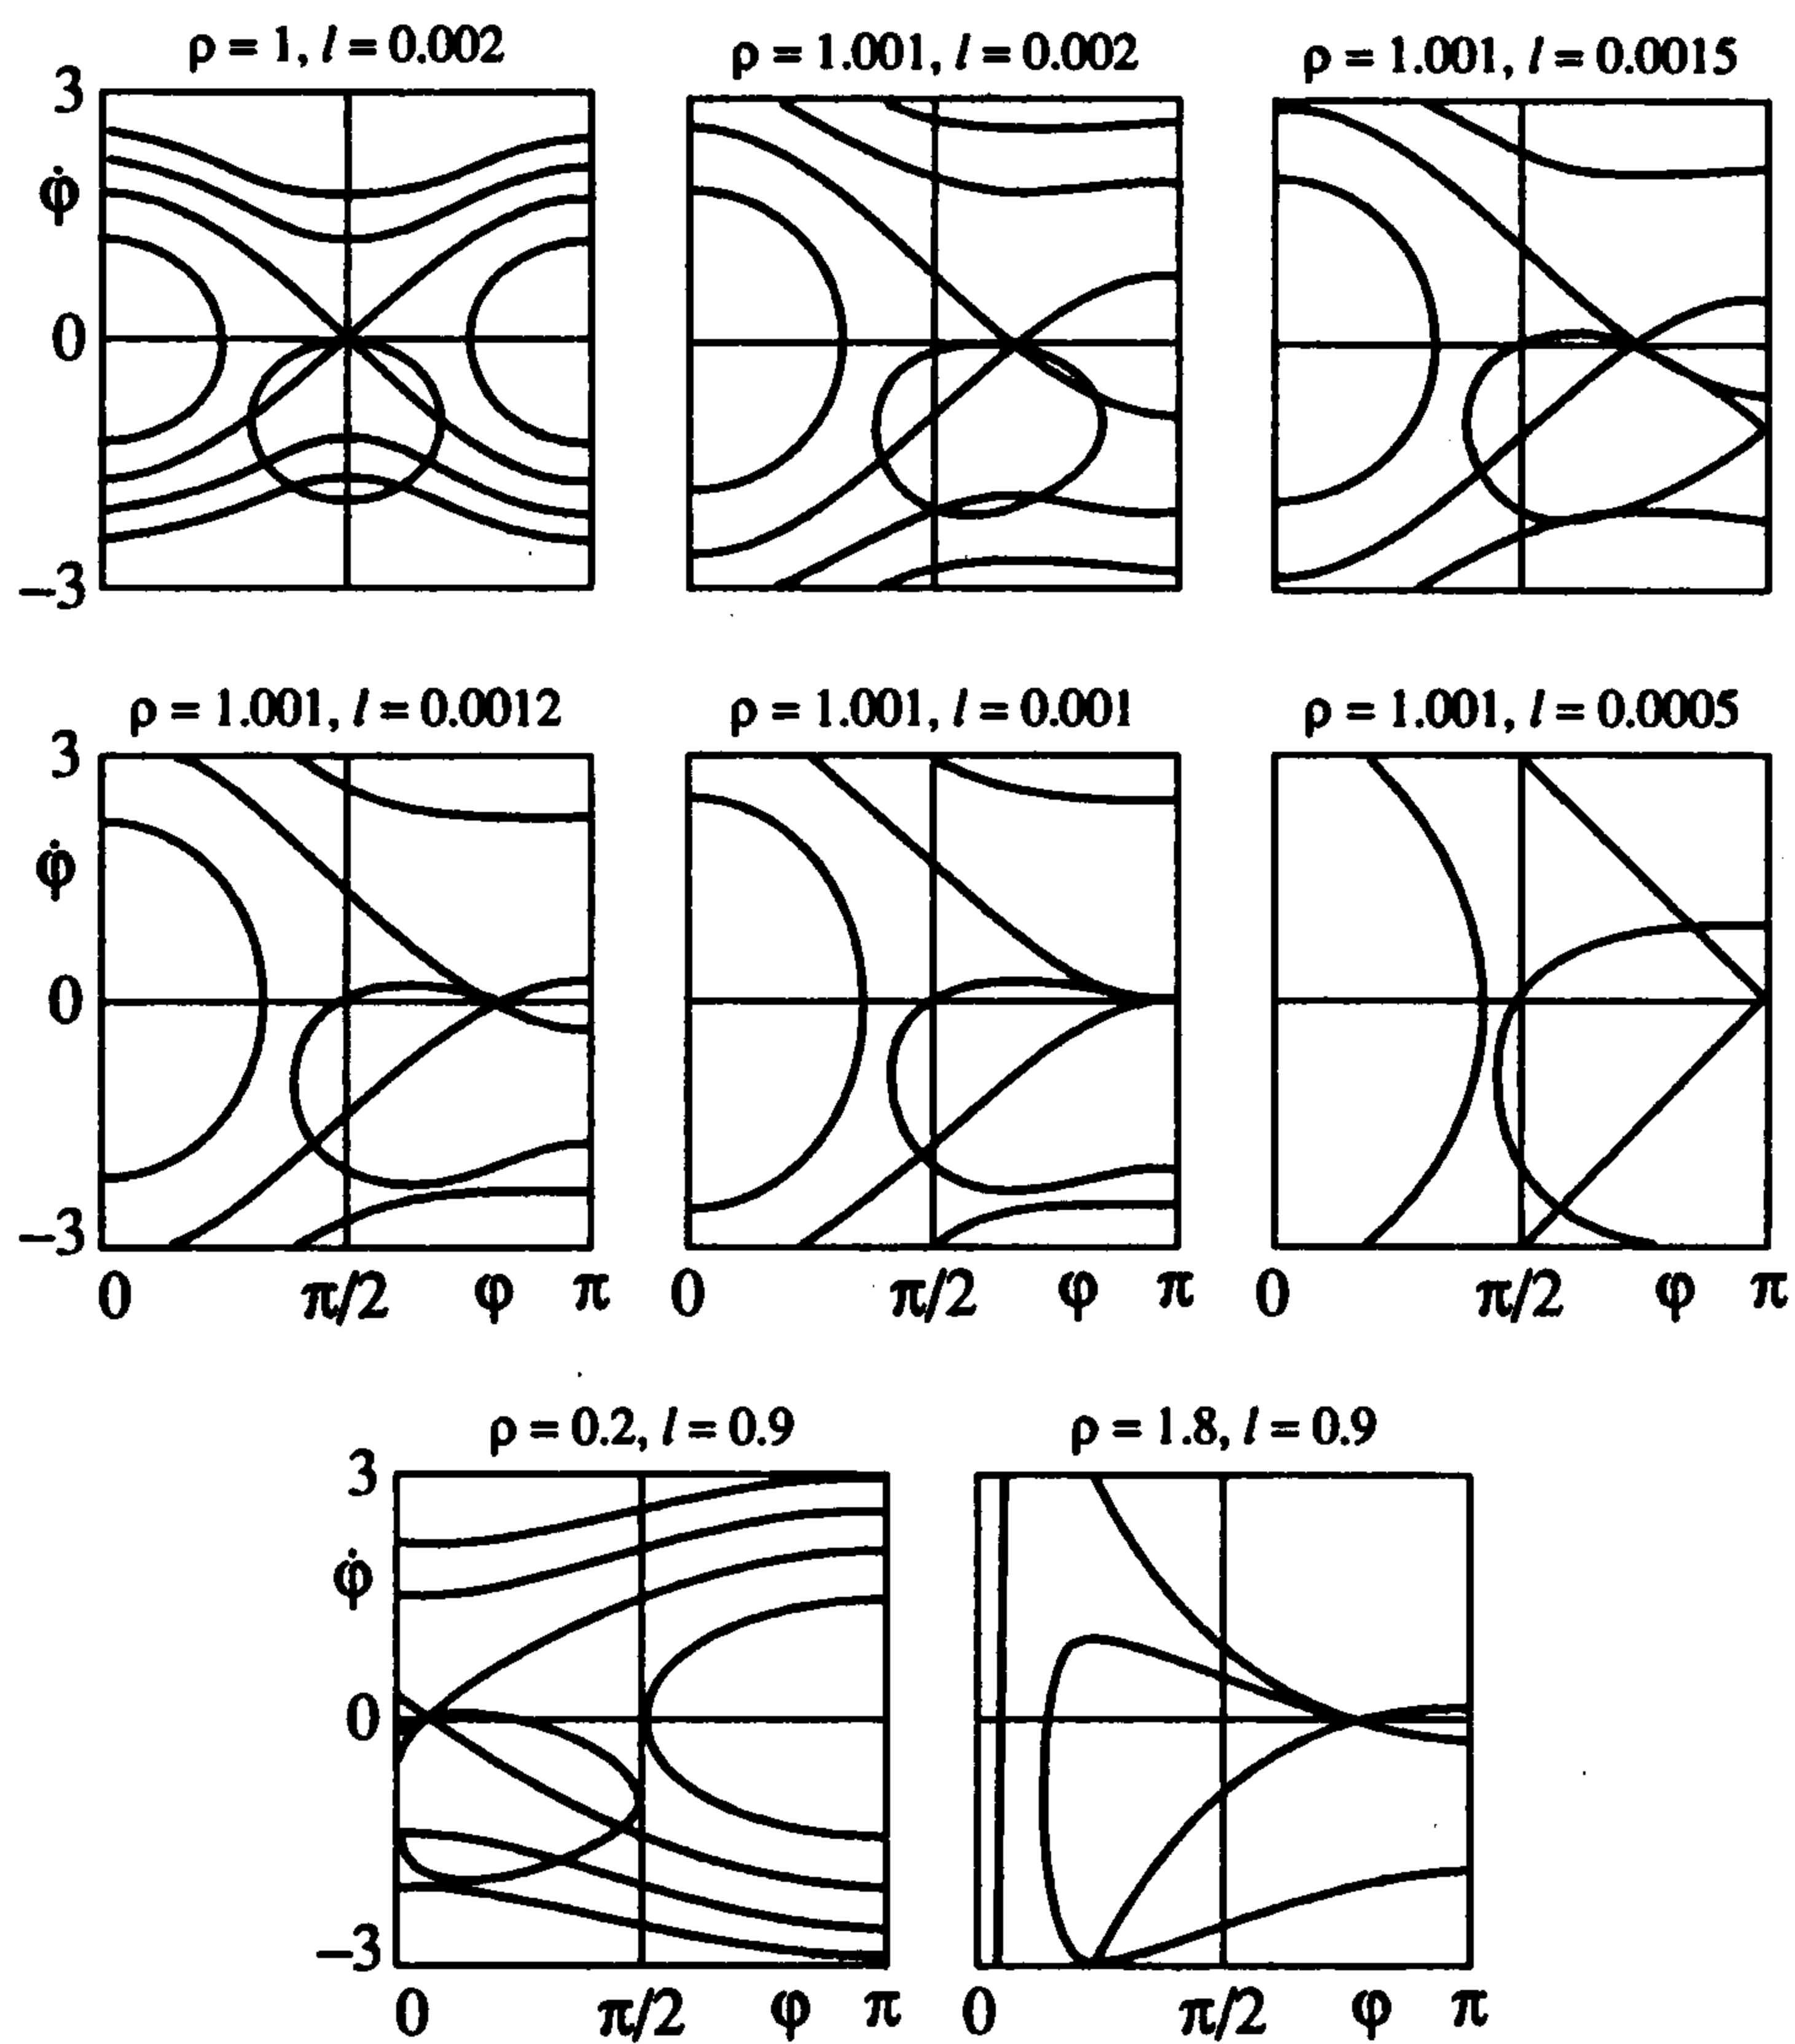 ρ = 1, l = 0.002 ρ = 1.001, l = 0.002 ρ = 1.001, l = 0.0015
3
φ̇
0
−3
ρ = 1.001, l = 0.0012 ρ = 1.001, l = 0.001 ρ = 1.001, l = 0.0005
3
φ̇
0
−3
0 π/2 φ π 0 π/2 φ π 0 π/2 φ π
ρ = 0.2, l = 0.9 ρ = 1.8, l = 0.9
3
φ̇
0
−3
0 π/2 φ π 0 π/2 φ π